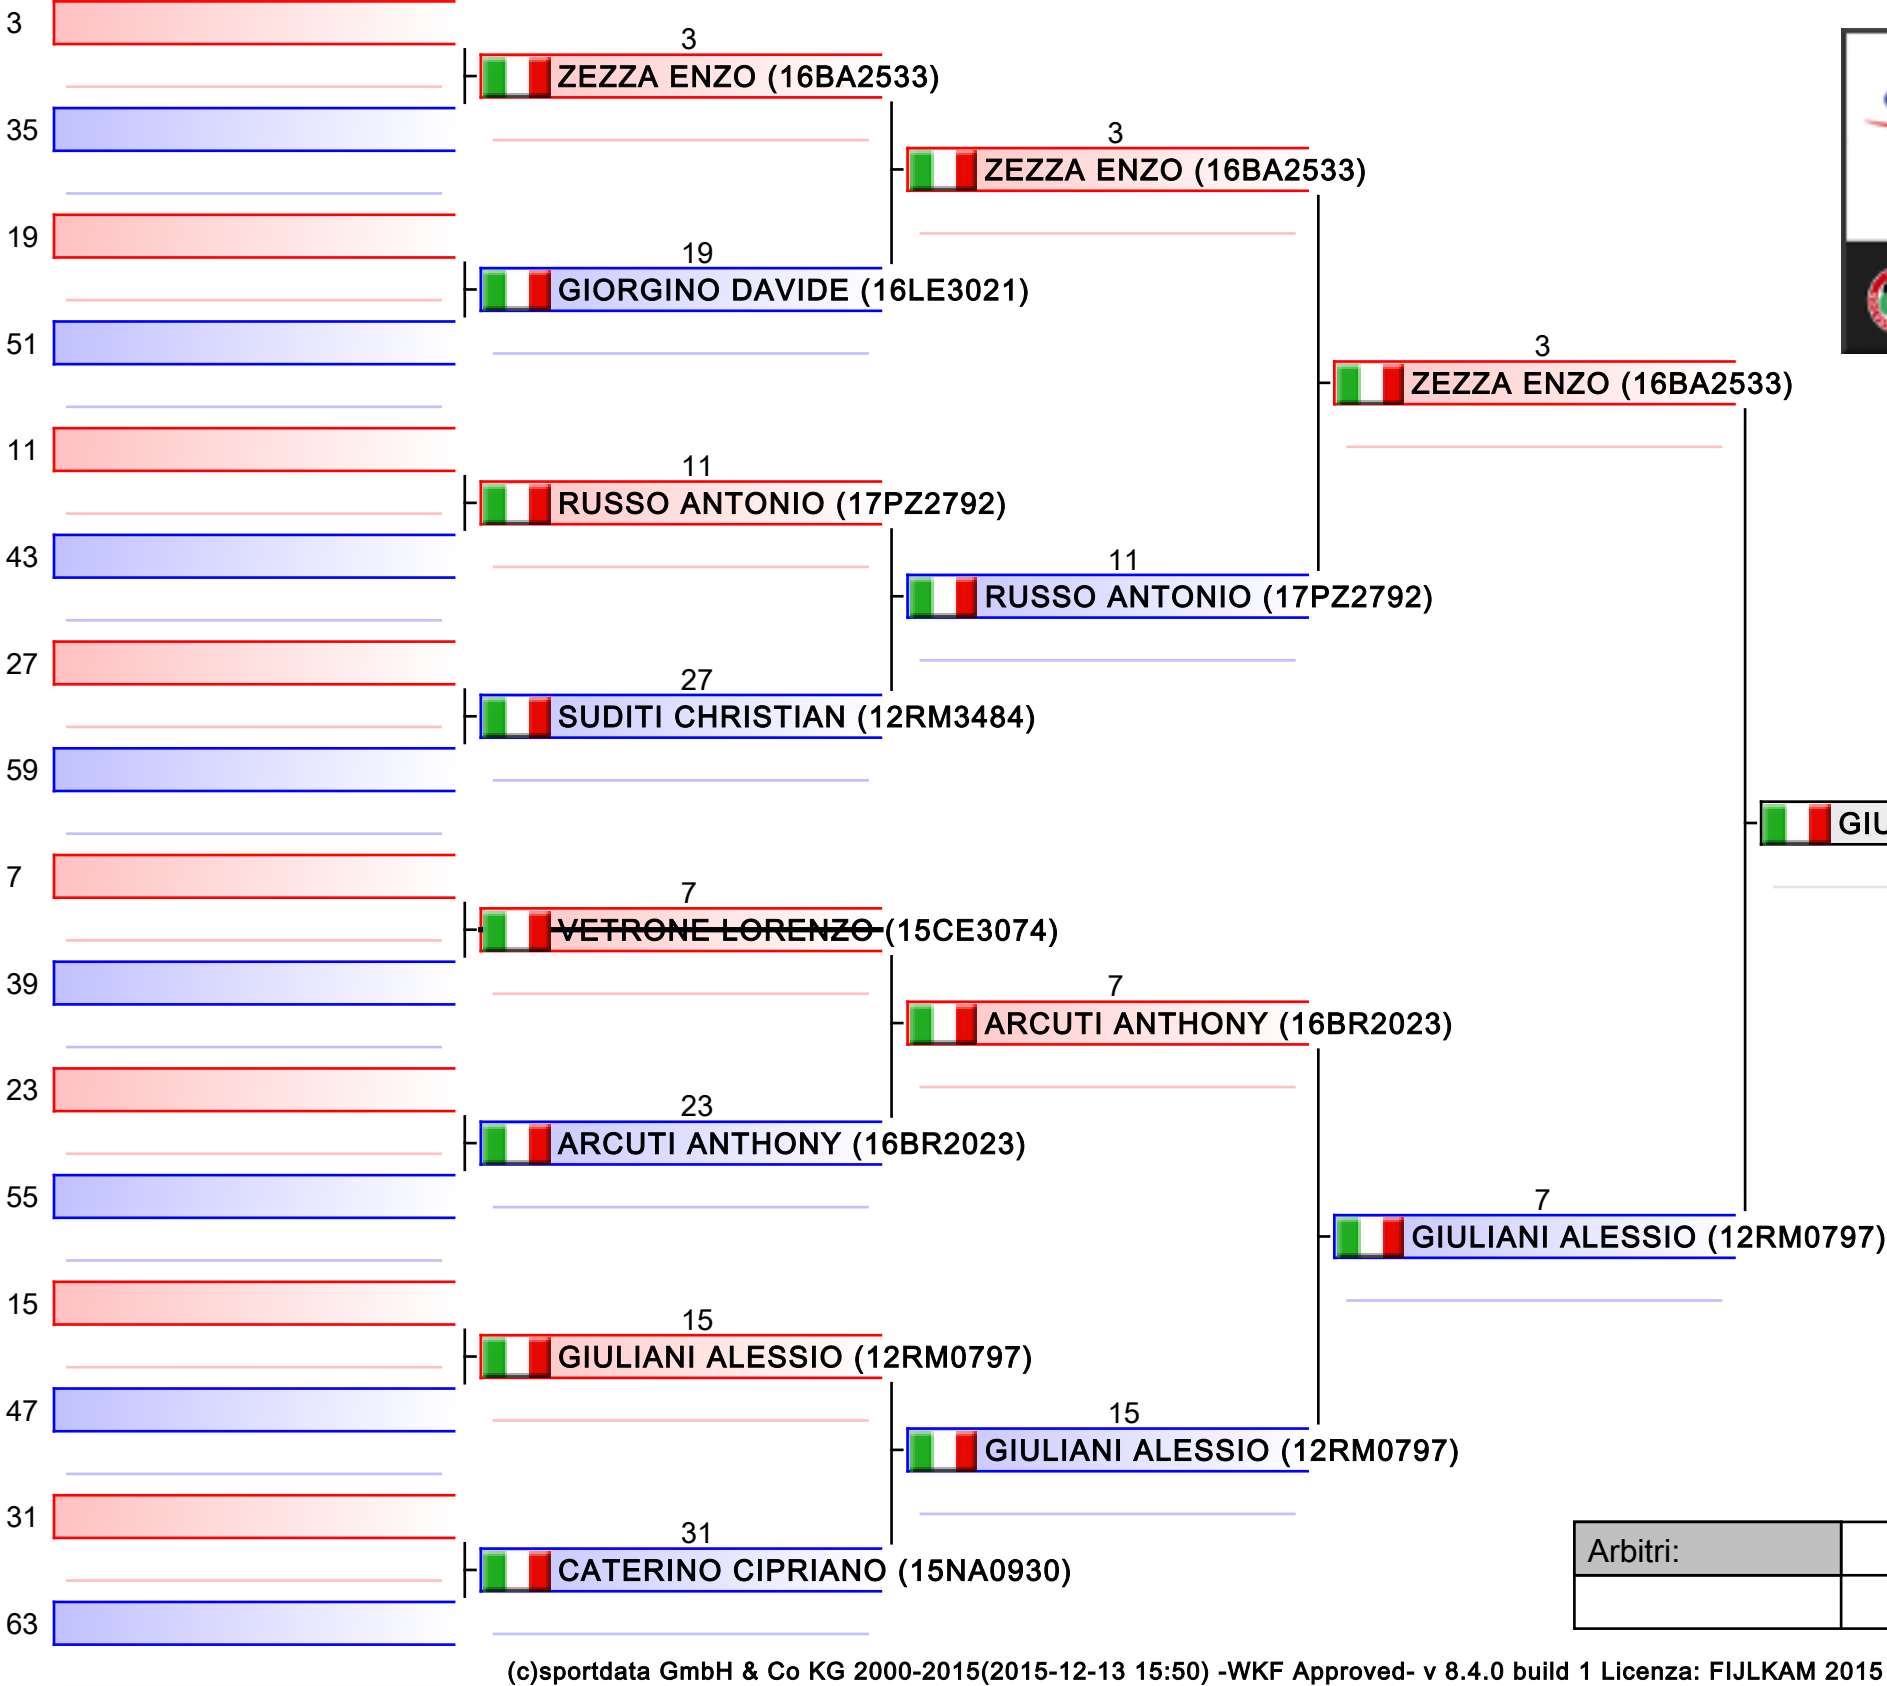 3
3
ZEZZA ENZO (16BA2533)
35
3
ZEZZA ENZO (16BA2533)
19
19
GIORGINO DAVIDE (16LE3021)
51
3
ZEZZA ENZO (16BA2533)
11
11
RUSSO ANTONIO (17PZ2792)
43
11
RUSSO ANTONIO (17PZ2792)
27
27
SUDITI CHRISTIAN (12RM3484)
59
GIU
7
7
VETRONE LORENZO (15CE3074)
39
7
ARCUTI ANTHONY (16BR2023)
23
23
ARCUTI ANTHONY (16BR2023)
55
7
GIULIANI ALESSIO (12RM0797)
15
15
GIULIANI ALESSIO (12RM0797)
47
15
GIULIANI ALESSIO (12RM0797)
31
31
CATERINO CIPRIANO (15NA0930)
Arbitri:
63
(c)sportdata GmbH & Co KG 2000-2015(2015-12-13 15:50) -WKF Approved- v 8.4.0 build 1 Licenza: FIJLKAM 2015